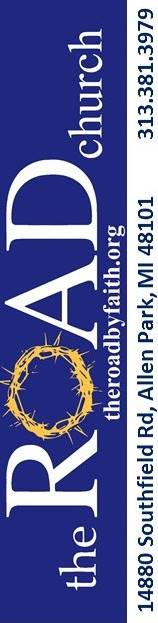 the ROAD church
theroadbyfaith.org
14880 Southfield Rd, Allen Park, MI 48101 313.381.3979